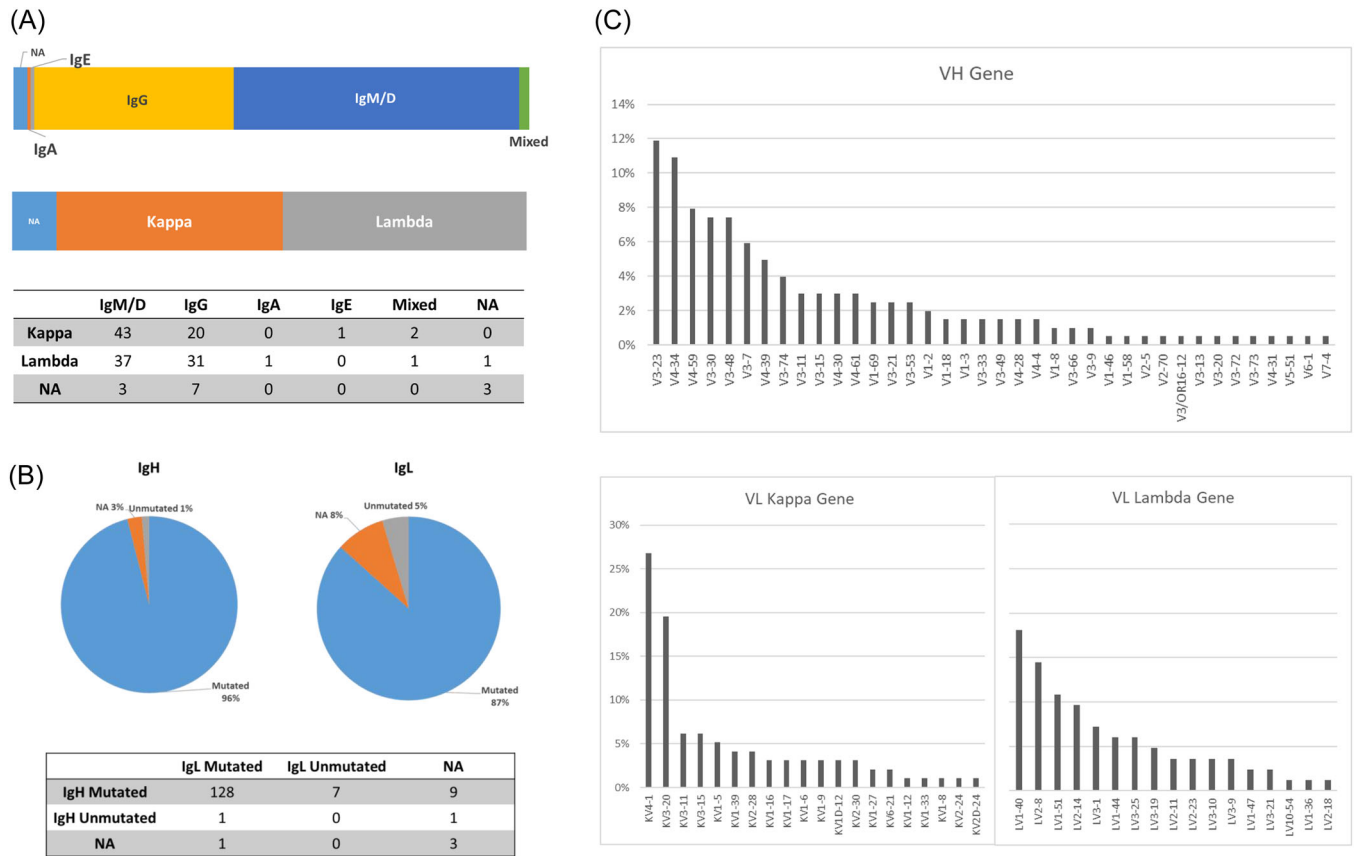 (A)
NA
IgE
IgG
IgM/D
IgA
Mixed
NA
Kappa
Lambda
IgM/D IgG IgA IgE Mixed NA
Kappa 43 20 0 1 2 0
Lambda 37 31 1 0 1 1
NA 3 7 0 0 0 3
(B)
IgH
NA 3%
Unmutated 1%
Mutated
96%
IgL
NA 8%
Unmutated 5%
Mutated
87%
IgL Mutated IgL Unmutated NA
IgH Mutated 128 7 9
IgH Unmutated 1 0 1
NA 1 0 3
(C)
VH Gene
14%
12%
10%
8%
6%
4%
2%
0%
V3-23
V4-34
V4-59
V3-30
V3-48
V3-7
V4-39
V3-74
V3-11
V3-15
V4-30
V4-61
V1-69
V3-21
V3-53
V1-2
V1-18
V1-3
V3-33
V3-49
V4-28
V4-4
V1-8
V3-66
V3-9
V1-46
V1-58
V2-5
V2-70
V3/OR16-12
V3-13
V3-20
V3-72
V3-73
V4-31
V5-51
V6-1
V7-4
VL Kappa Gene
30%
25%
20%
15%
10%
5%
0%
KV4-1
KV3-20
KV3-11
KV3-15
KV1-5
KV1-39
KV2-28
KV1-16
KV1-17
KV1-6
KV1-9
KV1D-12
KV2-30
KV1-27
KV6-21
KV1-12
KV1-33
KV1-8
KV2-24
KV2D-24
VL Lambda Gene
LV1-40
LV2-8
LV1-51
LV2-14
LV3-1
LV1-44
LV3-25
LV3-19
LV2-11
LV2-23
LV3-10
LV3-9
LV1-47
LV3-21
LV10-54
LV1-36
LV2-18